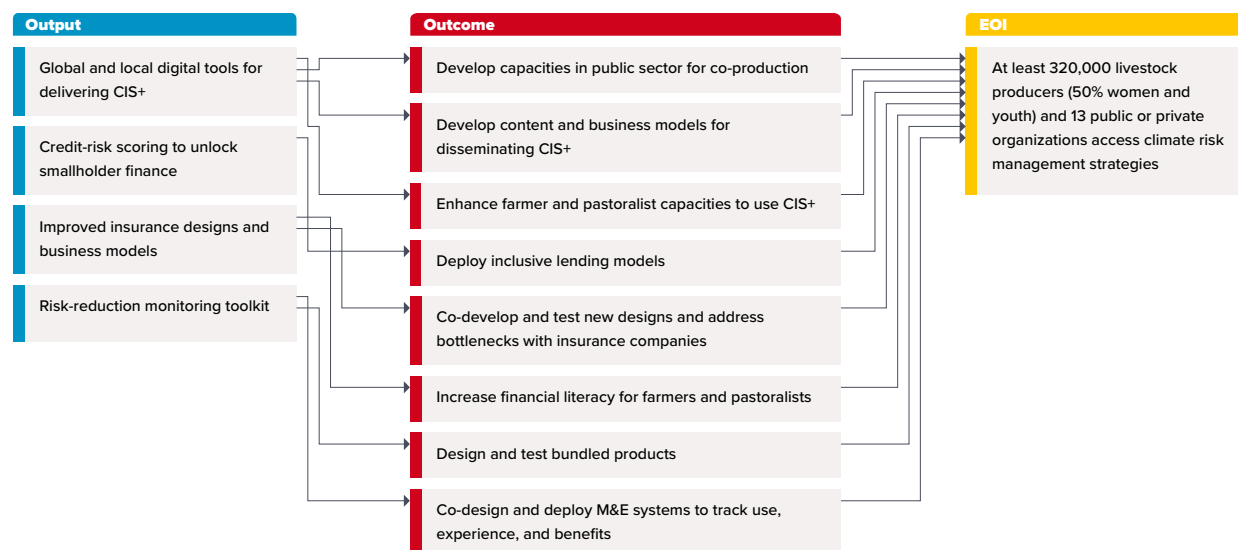 Output
Global and local digital tools for
delivering CIS+
Credit-risk scoring to unlock
smallholder finance
Improved insurance designs and
business models
Risk-reduction monitoring toolkit
Outcome
Develop capacities in public sector for co-production
Develop content and business models for
disseminating CIS+
Enhance farmer and pastoralist capacities to use CIS+
Deploy inclusive lending models
Co-develop and test new designs and address
bottlenecks with insurance companies
Increase financial literacy for farmers and pastoralists
Design and test bundled products
Co-design and deploy M&E systems to track use,
experience, and benefits
EOI
At least 320,000 livestock
producers (50% women and
youth) and 13 public or private
organizations access climate risk
management strategies